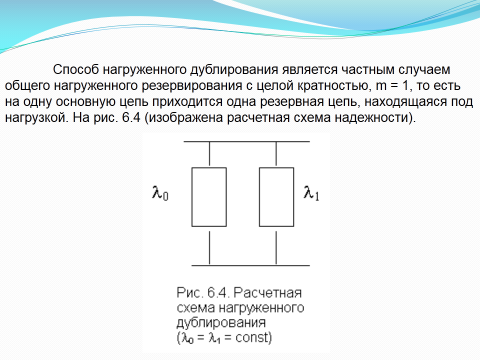 Способ нагруженного дублирования является частным случаем
общего нагруженного резервирования с целой кратностью, m = 1, то есть
на одну основную цепь приходится одна резервная цепь, находящаяся под
нагрузкой. На рис. 6.4 (изображена расчетная схема надежности).
λ₀ λ₁
Рис. 6.4. Расчетная
схема нагруженного
дублирования
(λ₀ = λ₁ = const)